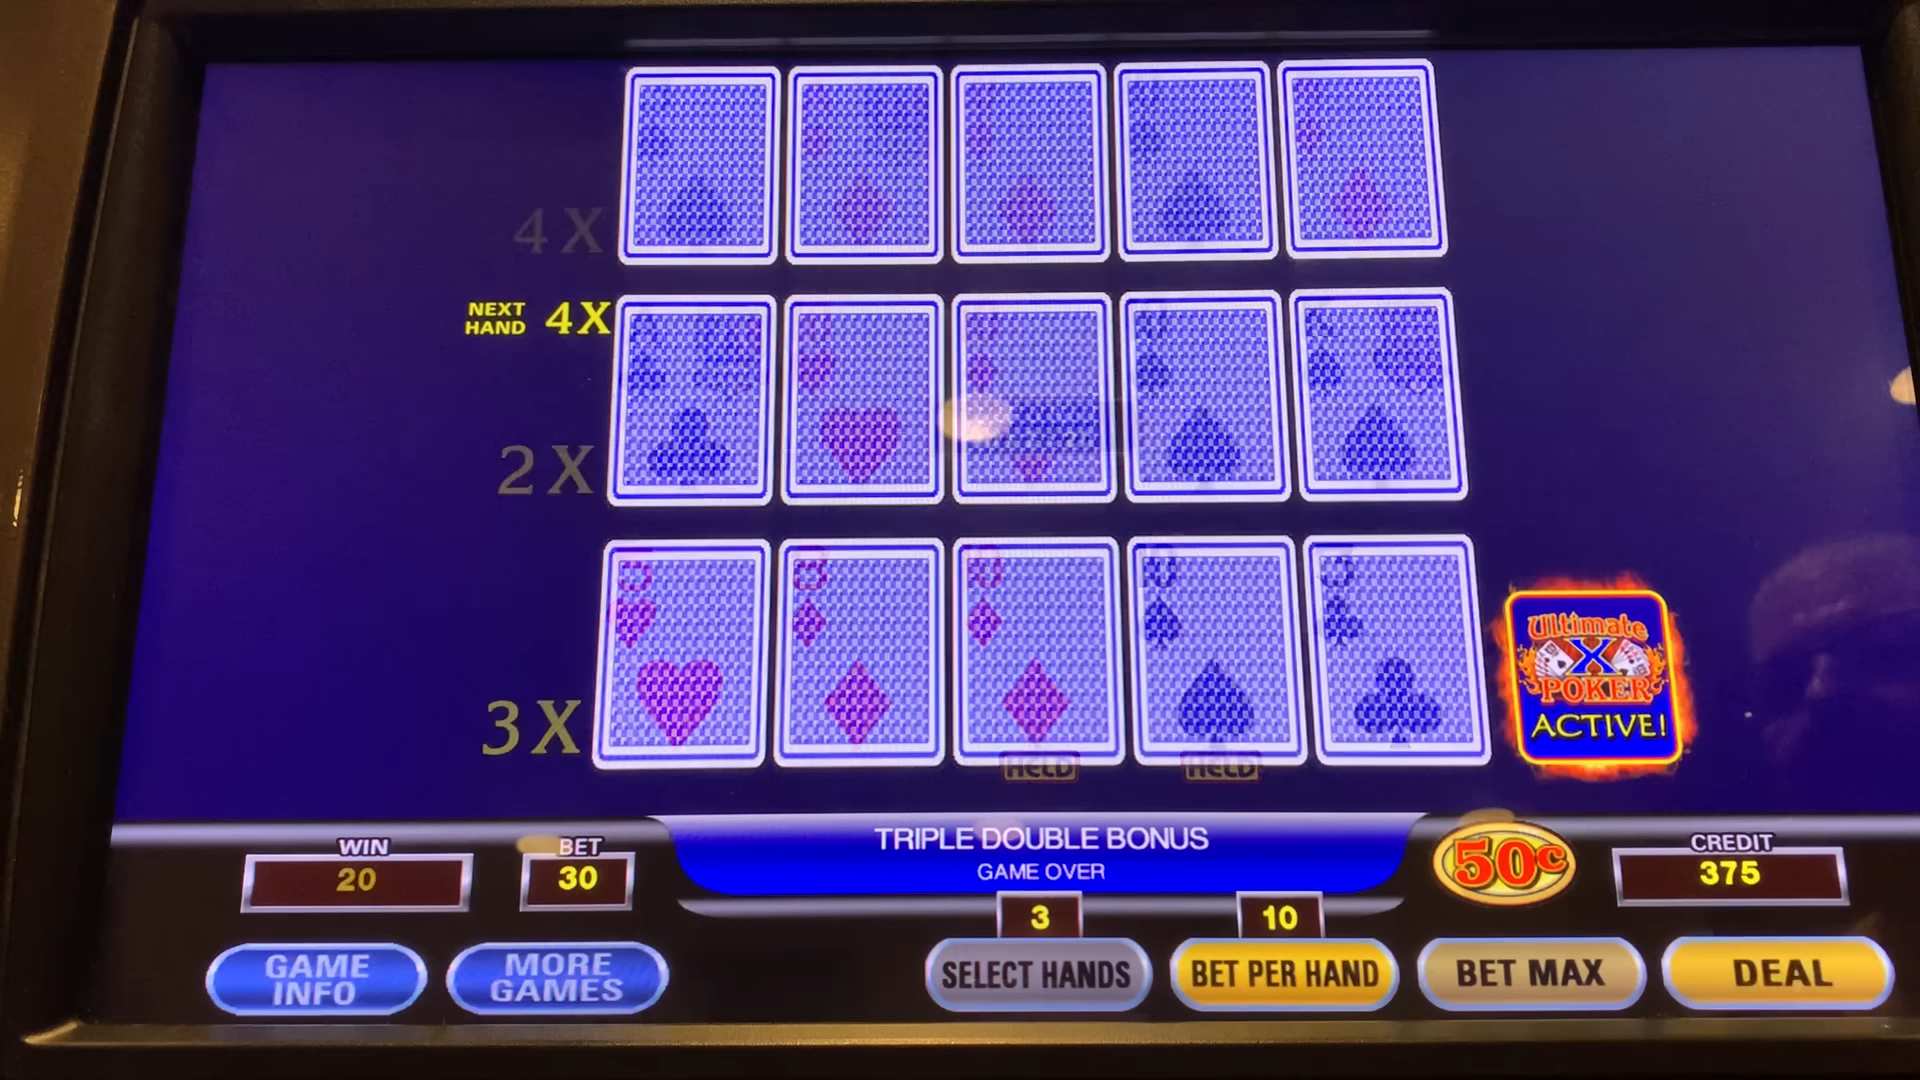 4X
NEXT
HAND 4X
2X
3X
HELD
HELD
Ultimate
X
POKER
ACTIVE!
WIN
20
BET
30
TRIPLE DOUBLE BONUS
GAME OVER
50¢
CREDIT
375
3
10
GAME
INFO
MORE
GAMES
SELECT HANDS
BET PER HAND
BET MAX
DEAL